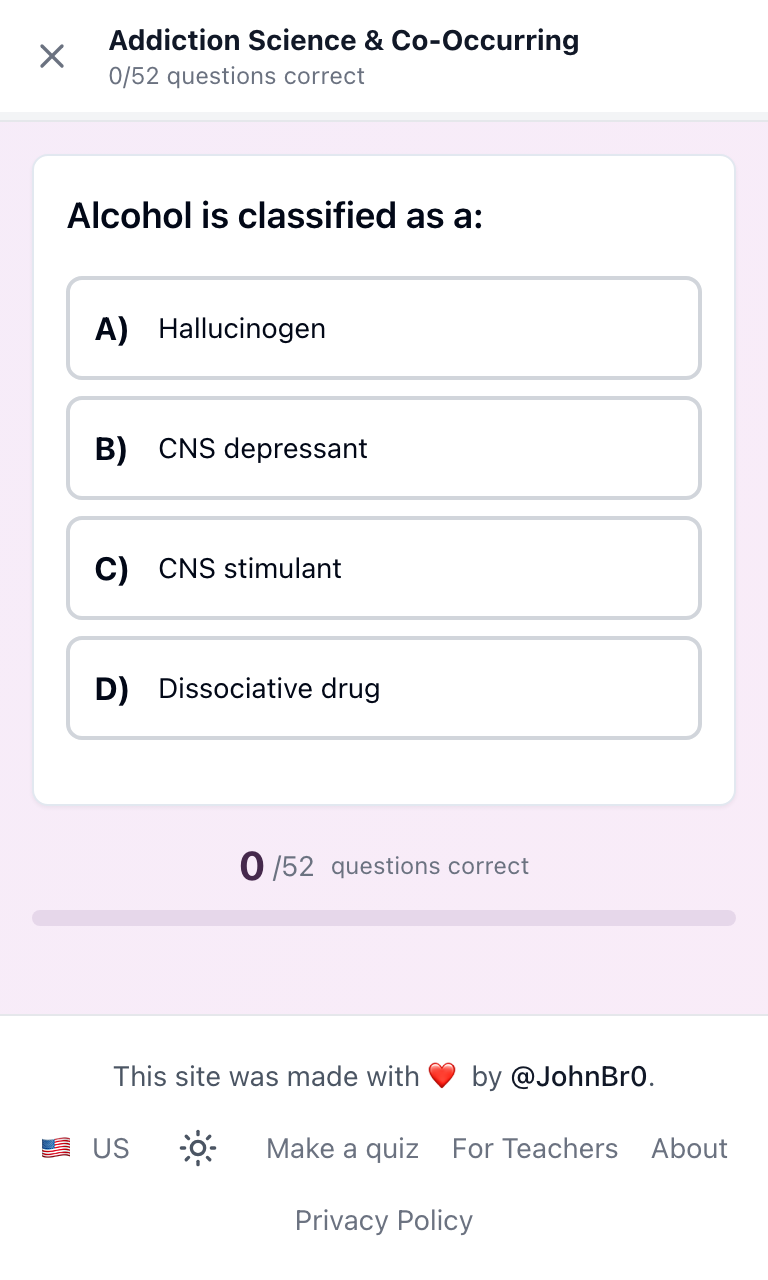 Addiction Science & Co-Occurring
0/52 questions correct
Alcohol is classified as a:
A) Hallucinogen
B) CNS depressant
C) CNS stimulant
D) Dissociative drug
0 /52 questions correct
This site was made with ❤️ by @JohnBr0.
🇺🇸 US Make a quiz For Teachers About
Privacy Policy